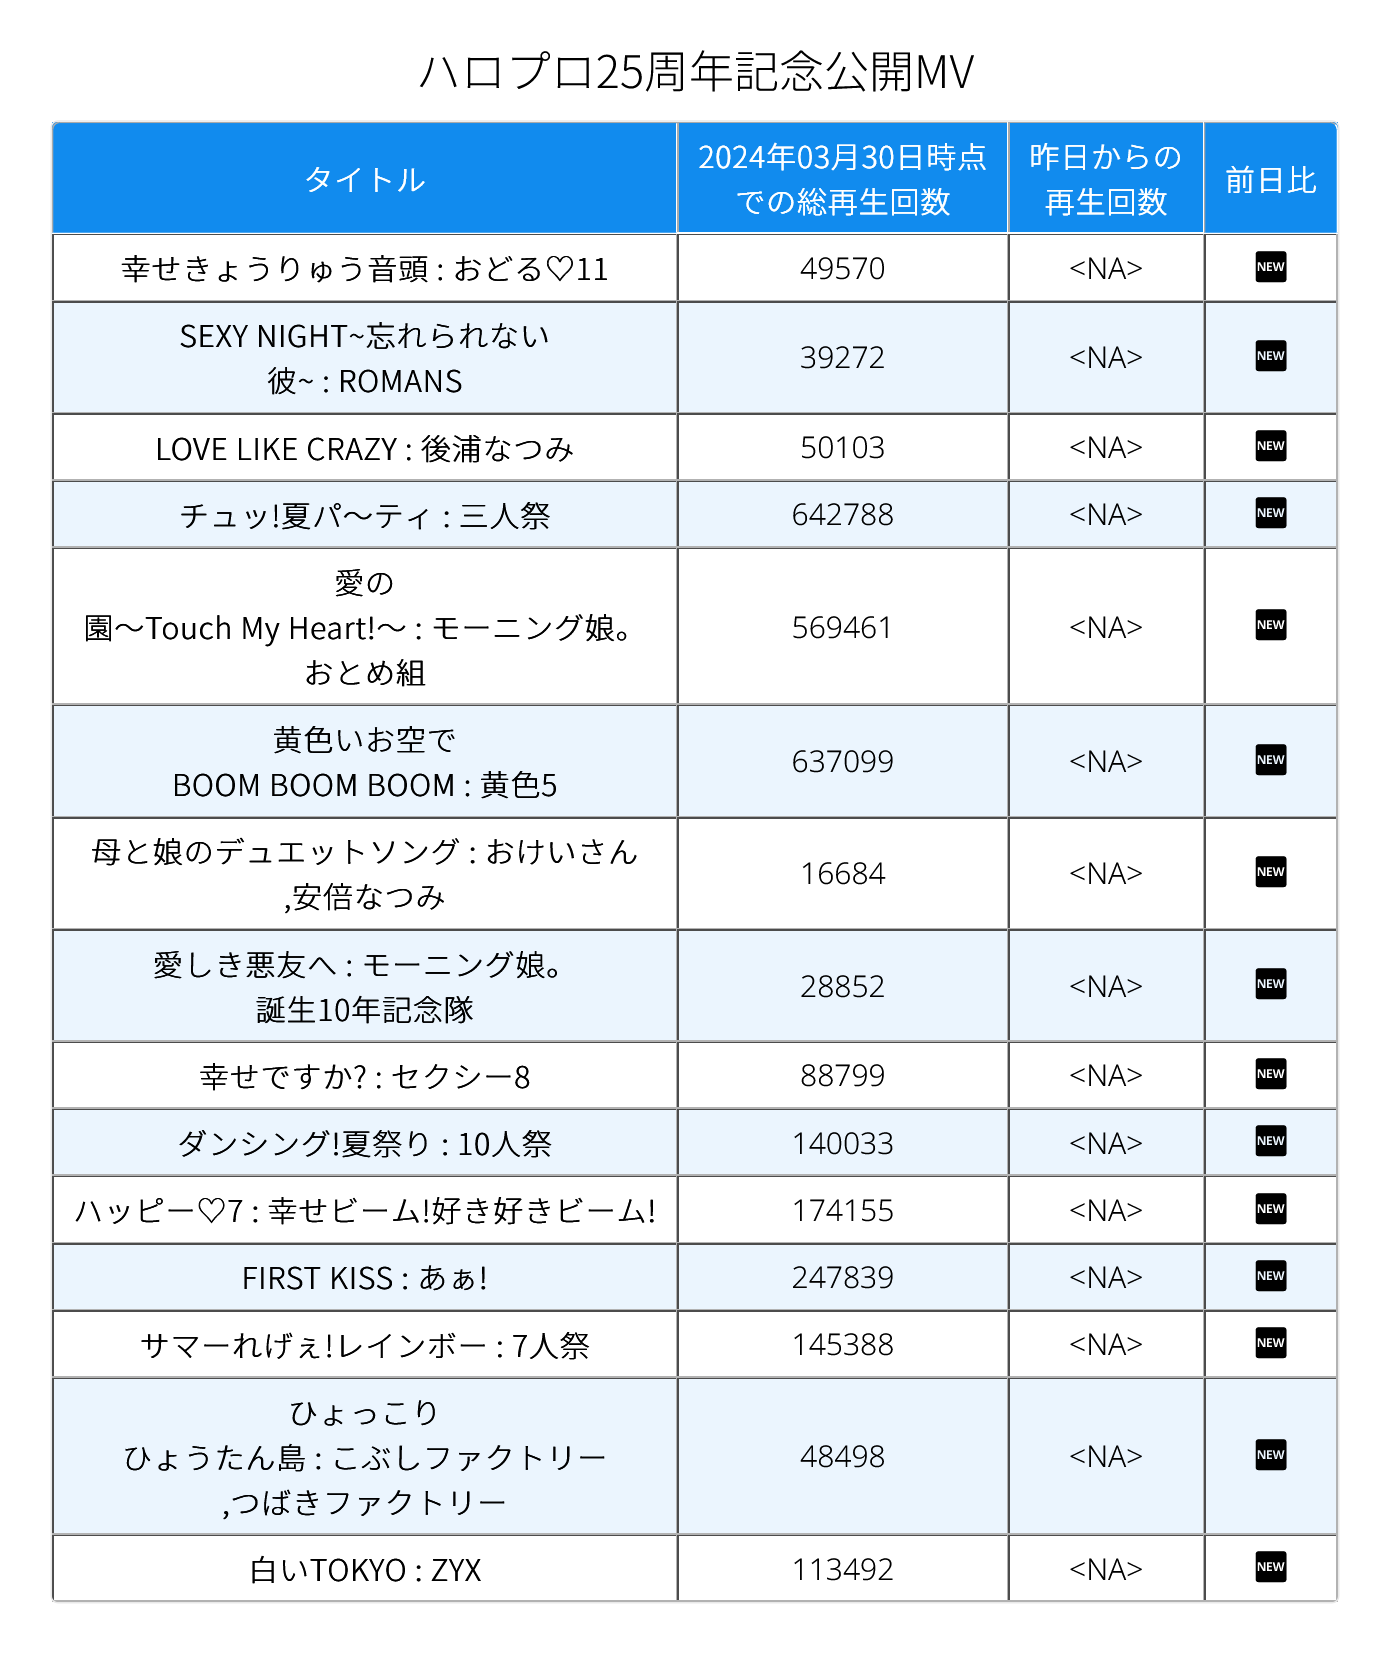 ハロプロ25周年記念公開MV
タイトル
2024年03月30日時点
での総再生回数
昨日からの
再生回数
前日比
幸せきょうりゅう音頭 : おどる♡11
49570
<NA>
NEW
SEXY NIGHT~忘れられない
彼~ : ROMANS
39272
<NA>
NEW
LOVE LIKE CRAZY : 後浦なつみ
50103
<NA>
NEW
チュッ!夏パ〜ティ : 三人祭
642788
<NA>
NEW
愛の
園〜Touch My Heart!〜 : モーニング娘。
おとめ組
569461
<NA>
NEW
黄色いお空で
BOOM BOOM BOOM : 黄色5
637099
<NA>
NEW
母と娘のデュエットソング : おけいさん
,安倍なつみ
16684
<NA>
NEW
愛しき悪友へ : モーニング娘。
誕生10年記念隊
28852
<NA>
NEW
幸せですか? : セクシー8
88799
<NA>
NEW
ダンシング!夏祭り : 10人祭
140033
<NA>
NEW
ハッピー♡7 : 幸せビーム!好き好きビーム!
174155
<NA>
NEW
FIRST KISS : あぁ!
247839
<NA>
NEW
サマーれげぇ!レインボー : 7人祭
145388
<NA>
NEW
ひょっこり
ひょうたん島 : こぶしファクトリー
,つばきファクトリー
48498
<NA>
NEW
白いTOKYO : ZYX
113492
<NA>
NEW